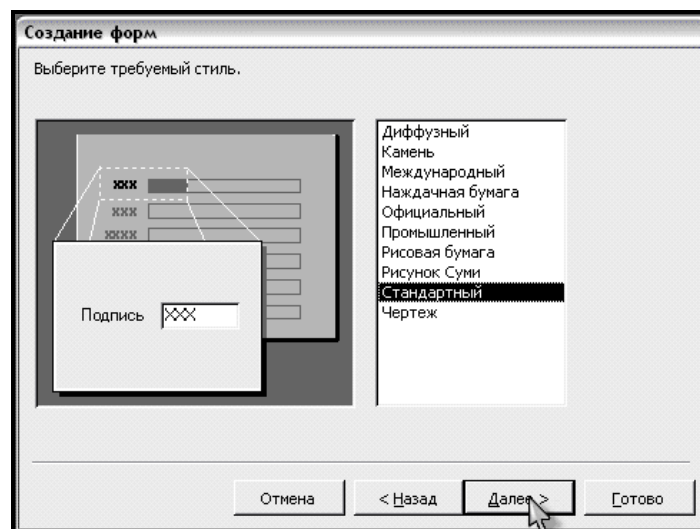 Создание форм
Выберите требуемый стиль.
xxx
xxx
xxxx
Подпись XXX
Диффузный
Камень
Международный
Наждачная бумага
Официальный
Промышленный
Рисовая бумага
Рисунок Суми
Стандартный
Чертеж
Отмена
< Назад
Далее >
Готово